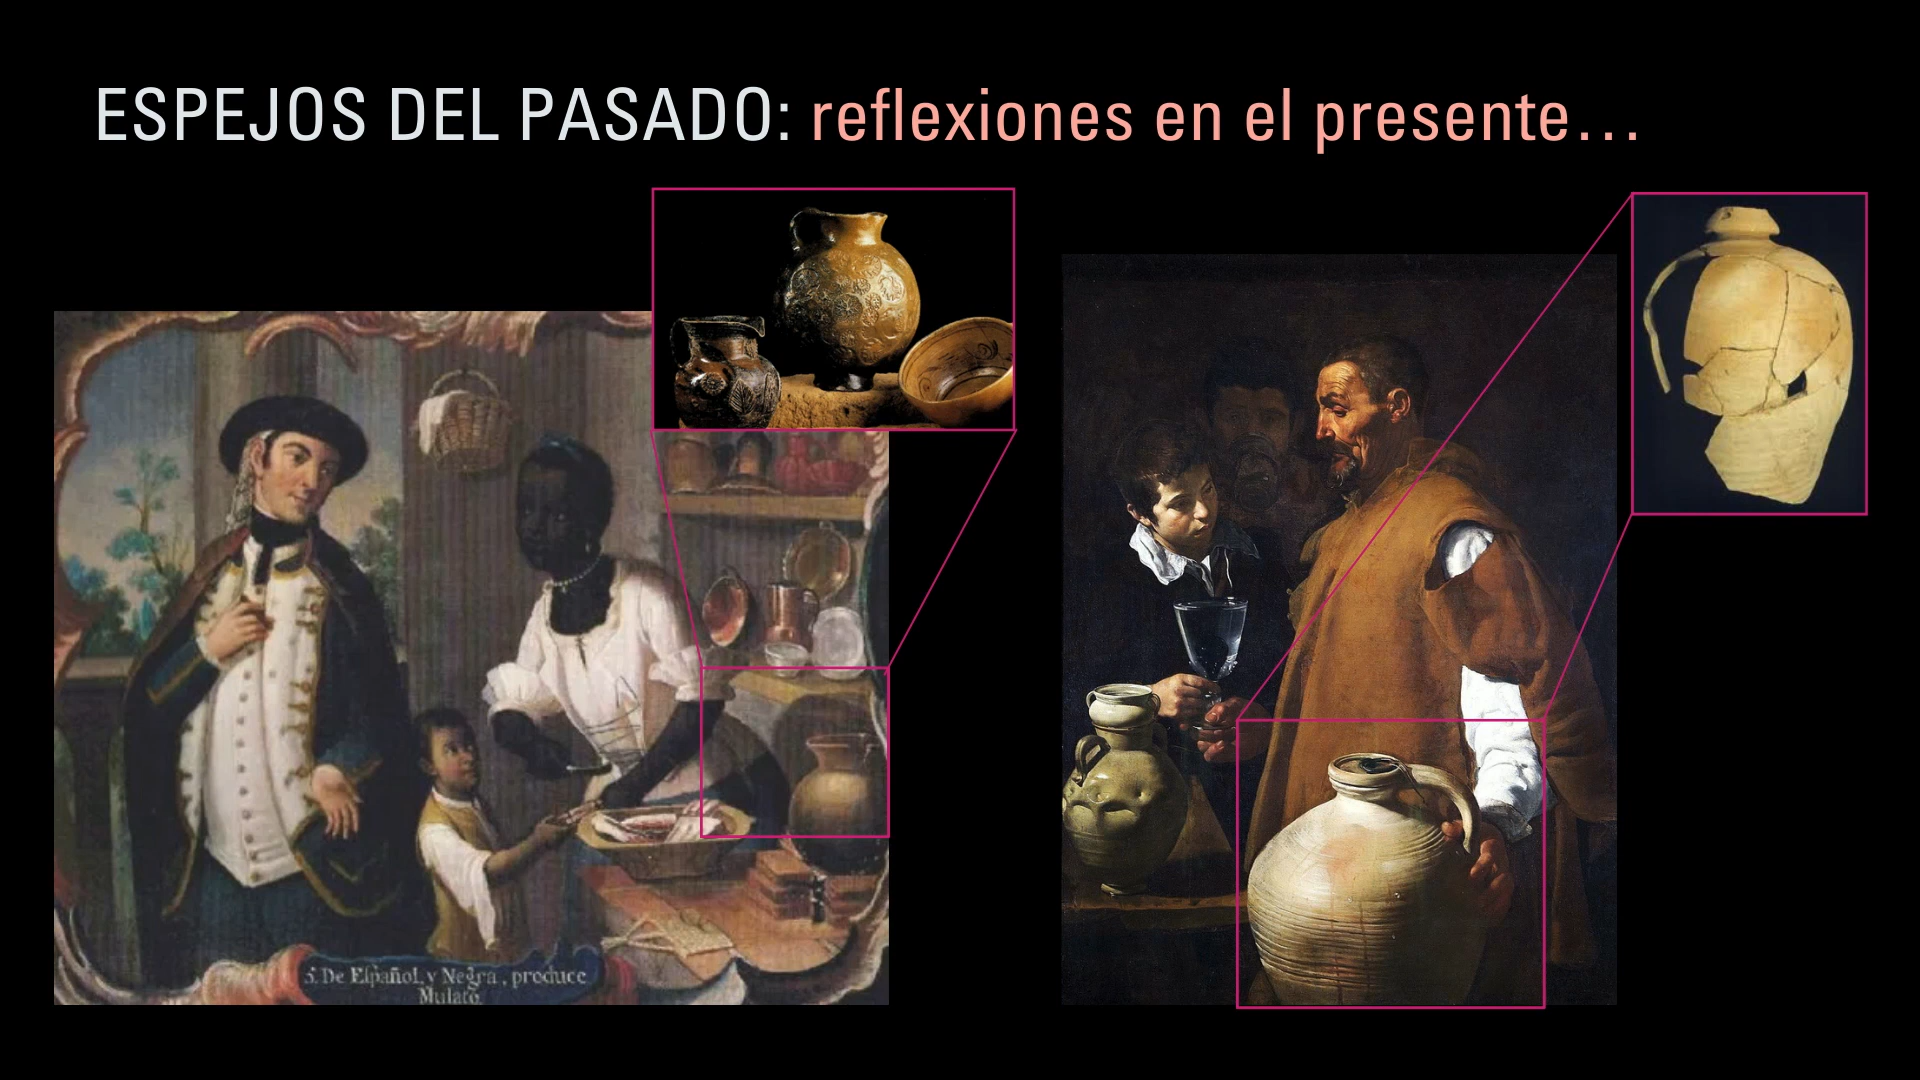 ESPEJOS DEL PASADO: reflexiones en el presente...
5. De Español, y Negra, produce
Mulato.